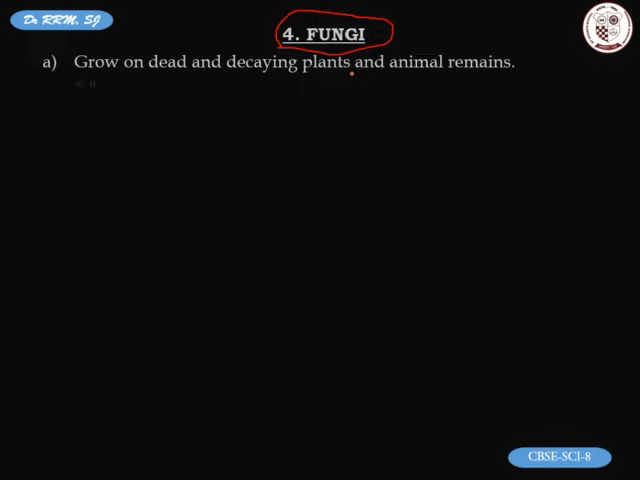 Dr RRM, SJ
4. FUNGI
a) Grow on dead and decaying plants and animal remains.
CBSE-SCI-8